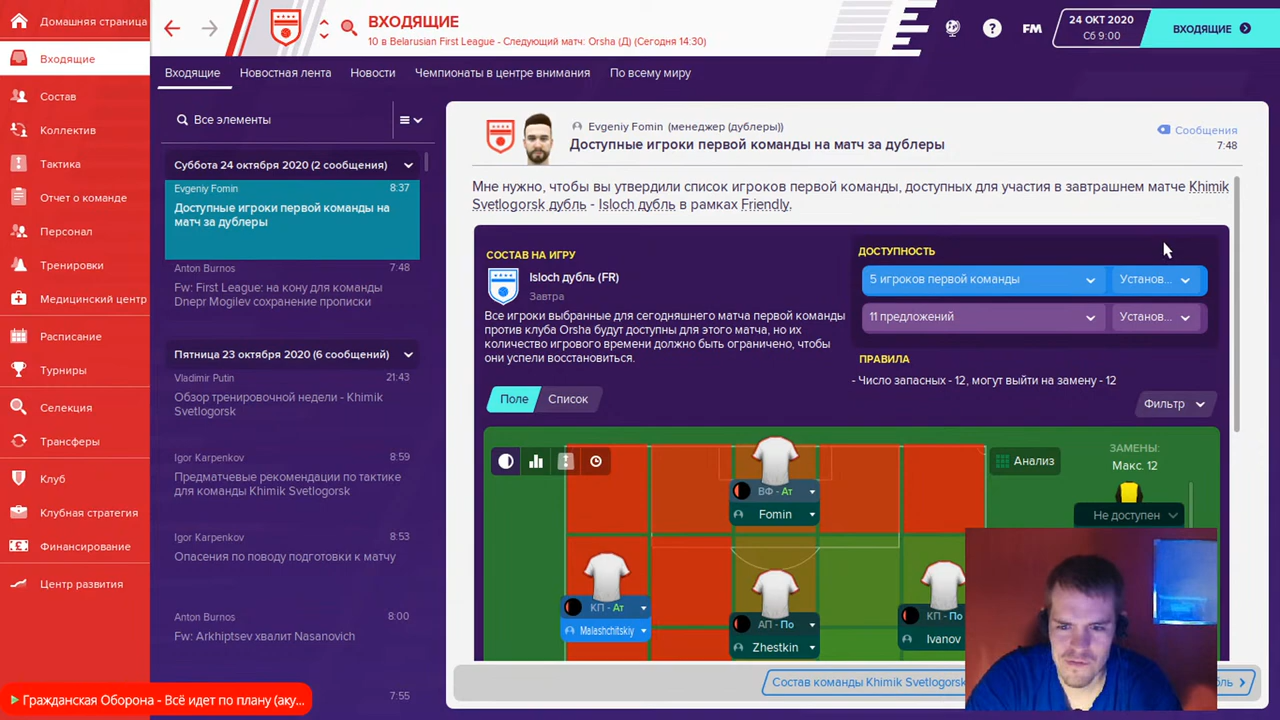 Домашняя страница
Входящие
Состав
Коллектив
Тактика
Отчет о команде
Персонал
Тренировки
Медицинский центр
Расписание
Турниры
Селекция
Трансферы
Клуб
Клубная стратегия
Финансирование
Центр развития
Гражданская Оборона - Всё идет по плану (аку...
ВХОДЯЩИЕ
10 в Belarusian First League - Следующий матч: Orsha (Д) (Сегодня 14:30)
FM
24 ОКТ 2020
Сб 9:00
ВХОДЯЩИЕ
Входящие
Новостная лента
Новости
Чемпионаты в центре внимания
По всему миру
Все элементы
Суббота 24 октября 2020 (2 сообщения)
Evgeniy Fomin 8:37
Доступные игроки первой команды на
матч за дублеры
Anton Burnos 7:48
Fw: First League: на кону для команды
Dnepr Mogilev сохранение прописки
Пятница 23 октября 2020 (6 сообщений)
Vladimir Putin 21:43
Обзор тренировочной недели - Khimik
Svetlogorsk
Igor Karpenkov 8:59
Предматчевые рекомендации по тактике
для команды Khimik Svetlogorsk
Igor Karpenkov 8:53
Опасения по поводу подготовки к матчу
Anton Burnos 8:00
Fw: Arkhiptsev хвалит Nasanovich
7:55
Evgeniy Fomin (менеджер (дублеры))
Доступные игроки первой команды на матч за дублеры
Сообщения
7:48
Мне нужно, чтобы вы утвердили список игроков первой команды, доступных для участия в завтрашнем матче Khimik
Svetlogorsk дубль - Isloch дубль в рамках Friendly.
СОСТАВ НА ИГРУ
Isloch дубль (FR)
Завтра
Все игроки выбранные для сегодняшнего матча первой команды
против клуба Orsha будут доступны для этого матча, но их
количество игрового времени должно быть ограничено, чтобы
они успели восстановиться.
ДОСТУПНОСТЬ
5 игроков первой команды
Установ...
11 предложений
Установ...
ПРАВИЛА
- Число запасных - 12, могут выйти на замену - 12
Поле
Список
Фильтр
Анализ
ЗАМЕНЫ:
Макс. 12
Не доступен
ВФ - Ат
Fomin
КП - Ат
Malashchitskiy
АП - По
Zhestkin
КП - По
Ivanov
Состав команды Khimik Svetlogorsk